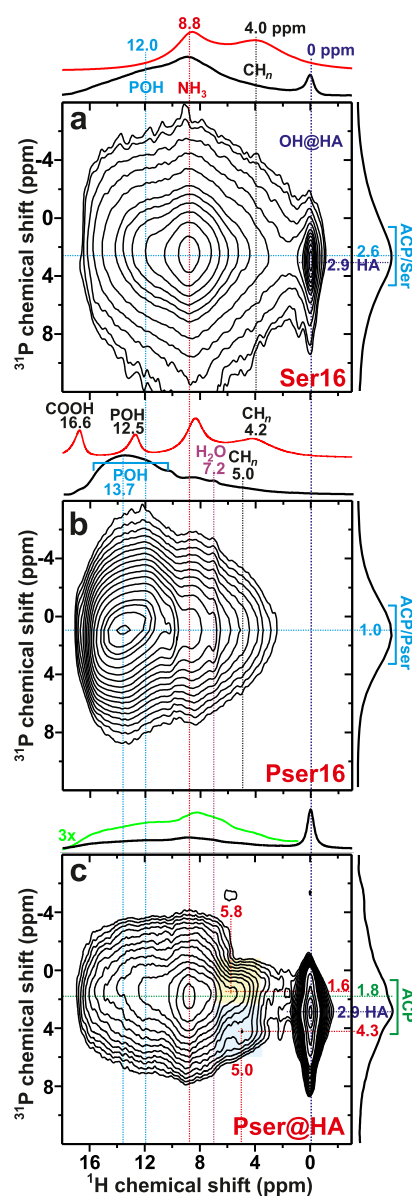 8.8
12.0
4.0 ppm
0 ppm
CHn
POH
NH3
a
OH@HA
-4
0
4
8
31P chemical shift (ppm)
2.6
2.9 HA
ACP/Ser
Ser16
COOH
16.6
POH
12.5
CHn
4.2
H2O
7.2
CHn
5.0
POH
13.7
b
-4
0
4
8
31P chemical shift (ppm)
1.0
ACP/Pser
Pser16
3x
c
5.8
-4
0
4
8
31P chemical shift (ppm)
1.6
1.8
2.9 HA
4.3
ACP
5.0
Pser@HA
16 12 8 4 0
1H chemical shift (ppm)